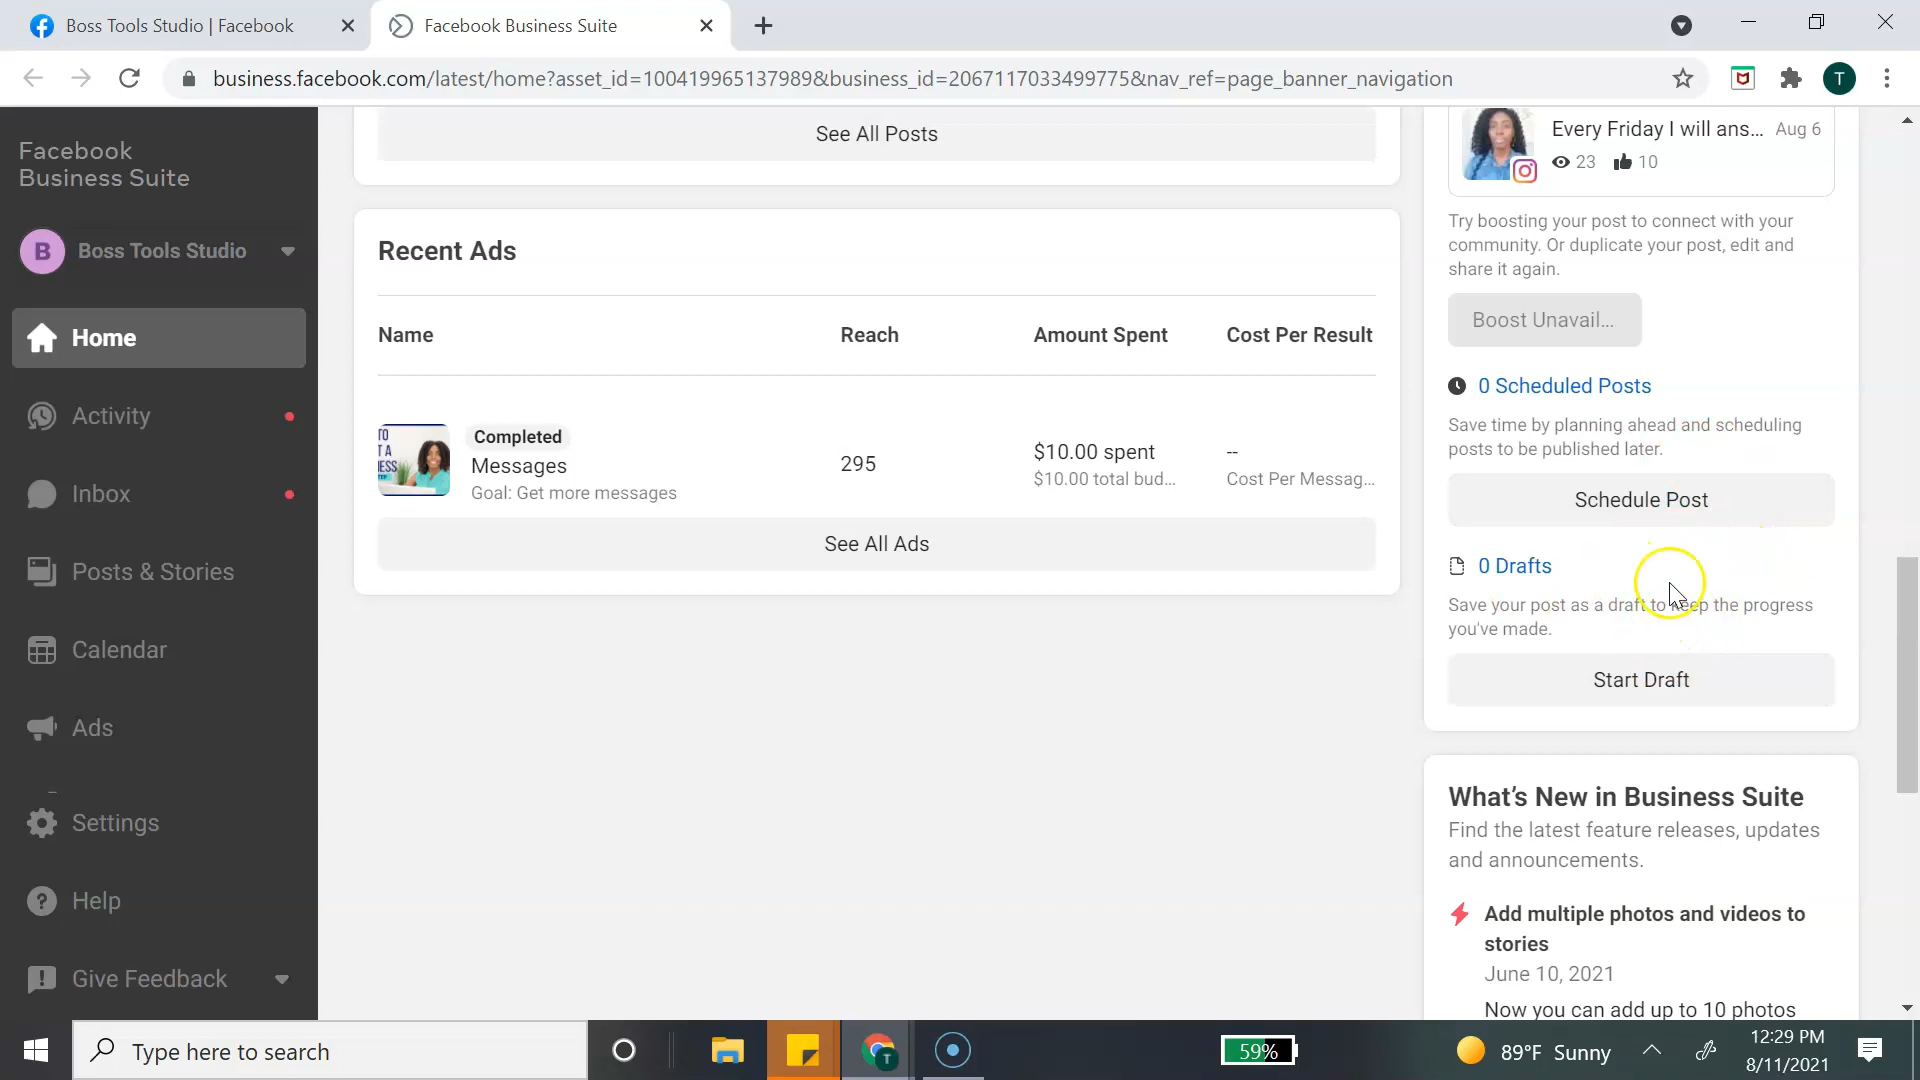 Boss Tools Studio | Facebook
Facebook Business Suite
business.facebook.com/latest/home?asset_id=100419965137989&business_id=2067117033499775&nav_ref=page_banner_navigation
T
Facebook
Business Suite
B
Boss Tools Studio
Home
Activity
Inbox
Posts & Stories
Calendar
Ads
Settings
Help
Give Feedback
See All Posts
Recent Ads
Name
Reach
Amount Spent
Cost Per Result
Completed
Messages
Goal: Get more messages
295
$10.00 spent
$10.00 total bud...
--
Cost Per Messag...
See All Ads
Every Friday I will ans...
Aug 6
23
10
Try boosting your post to connect with your
community. Or duplicate your post, edit and
share it again.
Boost Unavail...
0 Scheduled Posts
Save time by planning ahead and scheduling
posts to be published later.
Schedule Post
0 Drafts
Save your post as a draft to keep the progress
you've made.
Start Draft
What's New in Business Suite
Find the latest feature releases, updates
and announcements.
Add multiple photos and videos to
stories
June 10, 2021
Now you can add up to 10 photos
Type here to search
T
59%
89°F Sunny
12:29 PM
8/11/2021